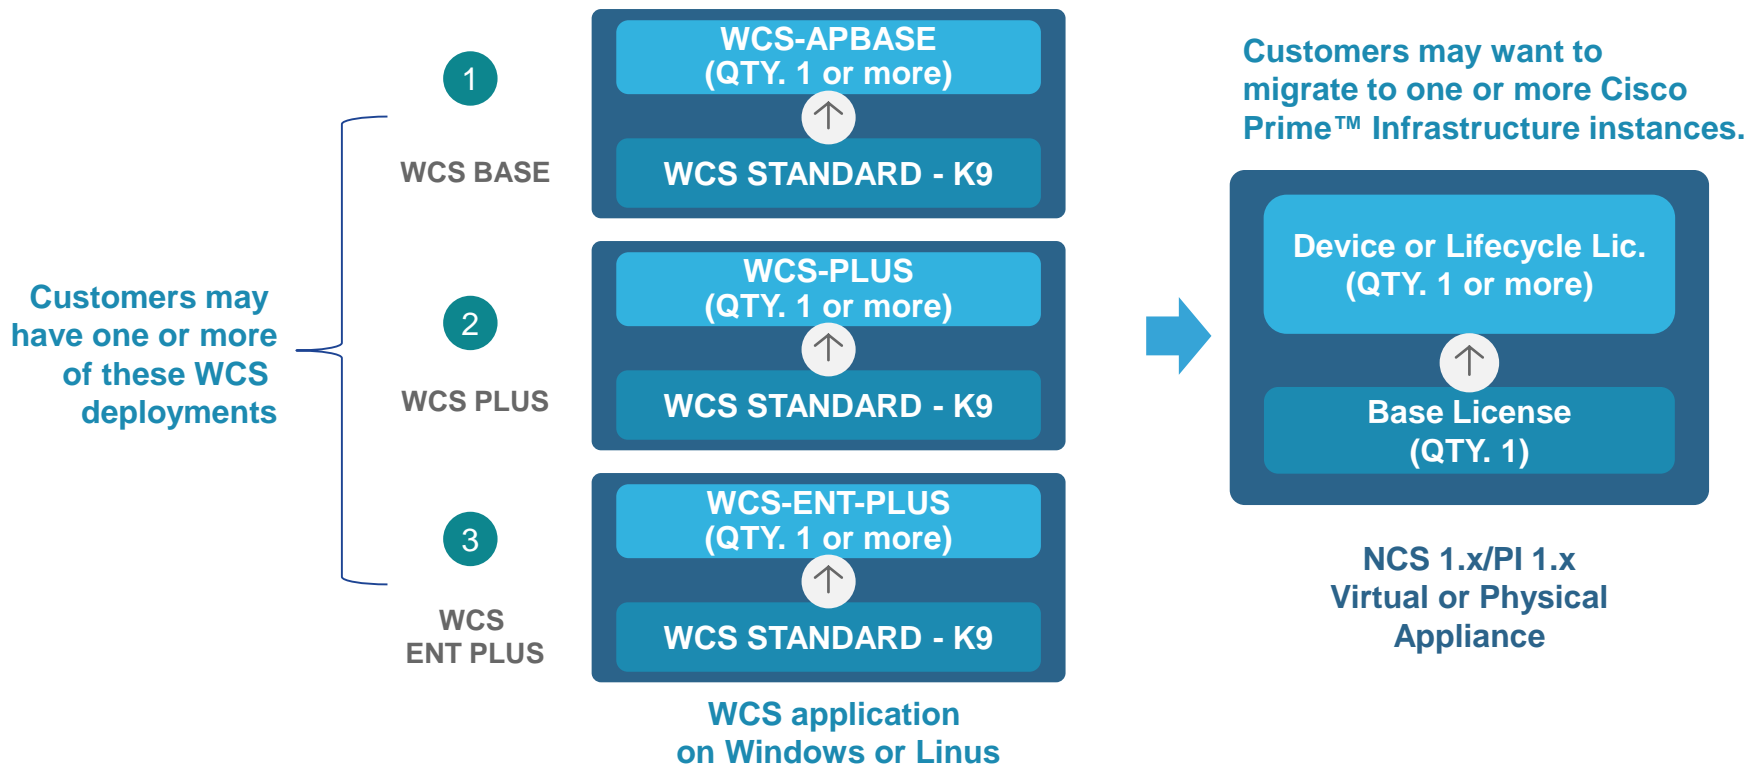 Customers may
have one or more
of these WCS
deployments
1
WCS BASE
WCS-APBASE
(QTY. 1 or more)
WCS STANDARD - K9
2
WCS PLUS
WCS-PLUS
(QTY. 1 or more)
WCS STANDARD - K9
3
WCS
ENT PLUS
WCS-ENT-PLUS
(QTY. 1 or more)
WCS STANDARD - K9
WCS application
on Windows or Linus
Customers may want to
migrate to one or more Cisco
Prime™ Infrastructure instances.
Device or Lifecycle Lic.
(QTY. 1 or more)
Base License
(QTY. 1)
NCS 1.x/PI 1.x
Virtual or Physical
Appliance